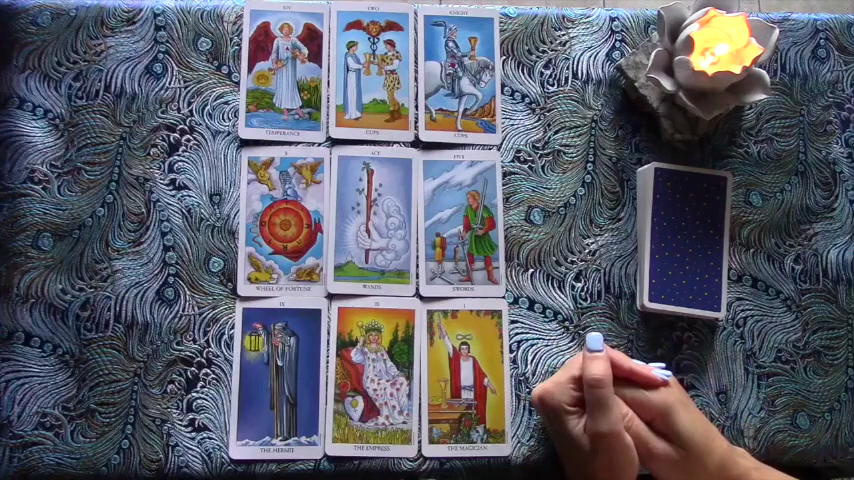 XIV
TWO
KNIGHT
TEMPERANCE
CUPS
CUPS
X
ACE
FIVE
WHEEL OF FORTUNE
WANDS
SWORDS
IX
III
I
THE HERMIT
THE EMPRESS
THE MAGICIAN